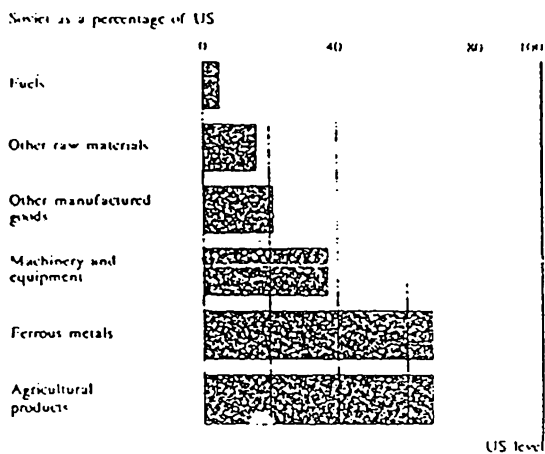 Soviet as a percentage of US
0 40 80 100
Fuels
Other raw materials
Other manufactured
goods
Machinery and
equipment
Ferrous metals
Agricultural
products
US level